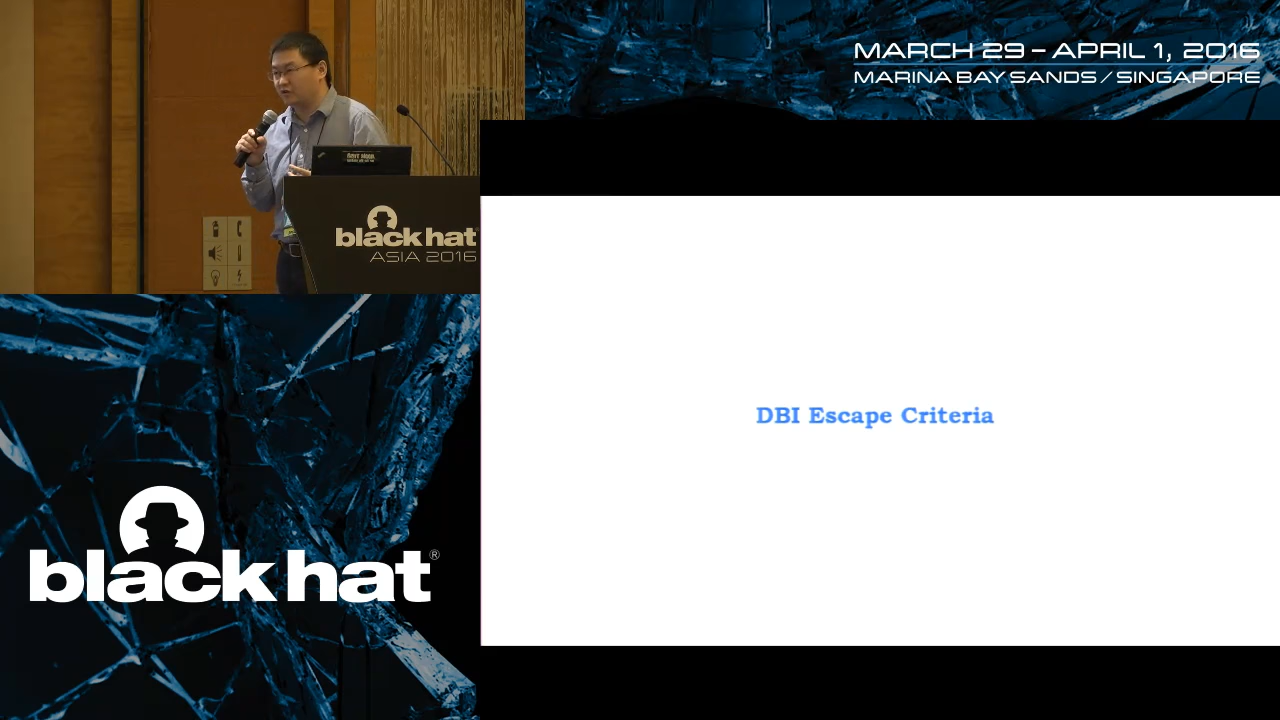 MARCH 29 – APRIL 1, 2016
MARINA BAY SANDS / SINGAPORE
black hat
ASIA 2016
DBI Escape Criteria
black hat®